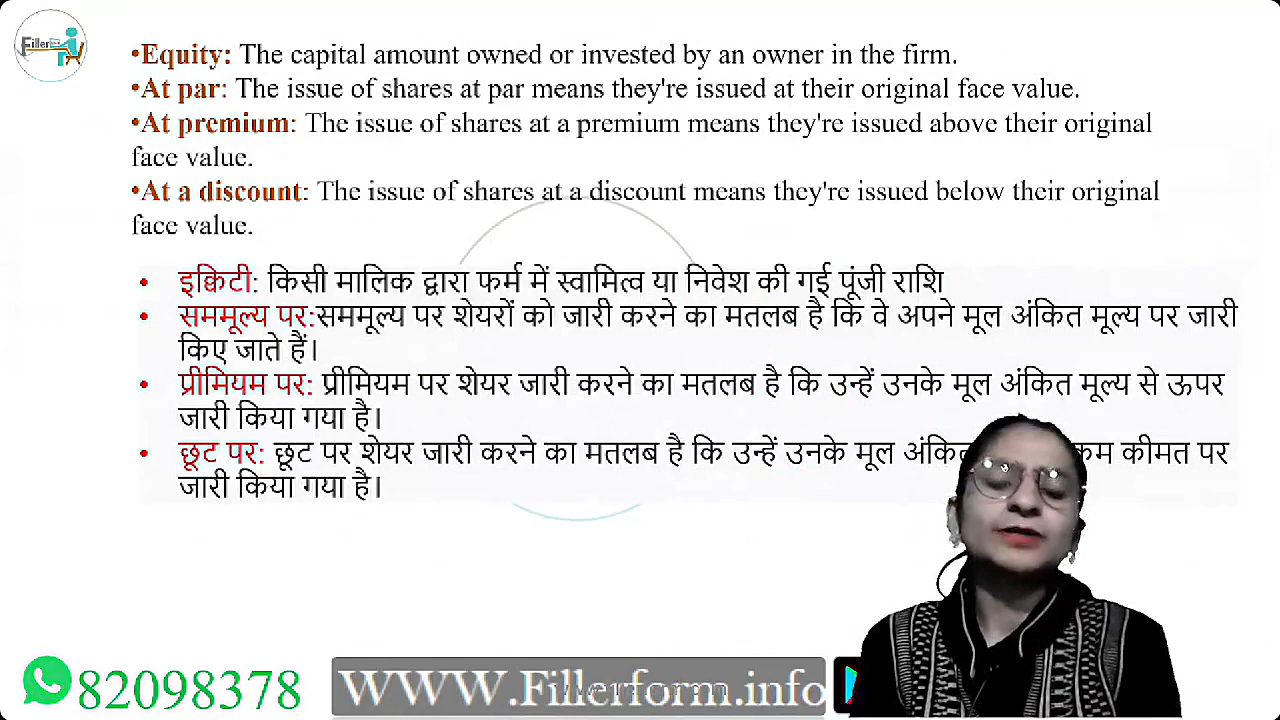 Filler
•Equity: The capital amount owned or invested by an owner in the firm.
•At par: The issue of shares at par means they're issued at their original face value.
•At premium: The issue of shares at a premium means they're issued above their original
face value.
•At a discount: The issue of shares at a discount means they're issued below their original
face value.
• इक्विटी: किसी मालिक द्वारा फर्म में स्वामित्व या निवेश की गई पूंजी राशि
• सममूल्य पर:सममूल्य पर शेयरों को जारी करने का मतलब है कि वे अपने मूल अंकित मूल्य पर जारी
किए जाते हैं।
• प्रीमियम पर: प्रीमियम पर शेयर जारी करने का मतलब है कि उन्हें उनके मूल अंकित मूल्य से ऊपर
जारी किया गया है।
• छूट पर: छूट पर शेयर जारी करने का मतलब है कि उन्हें उनके मूल कम कीमत पर
जारी किया गया है।
82098378 WWW.Fillerform.info